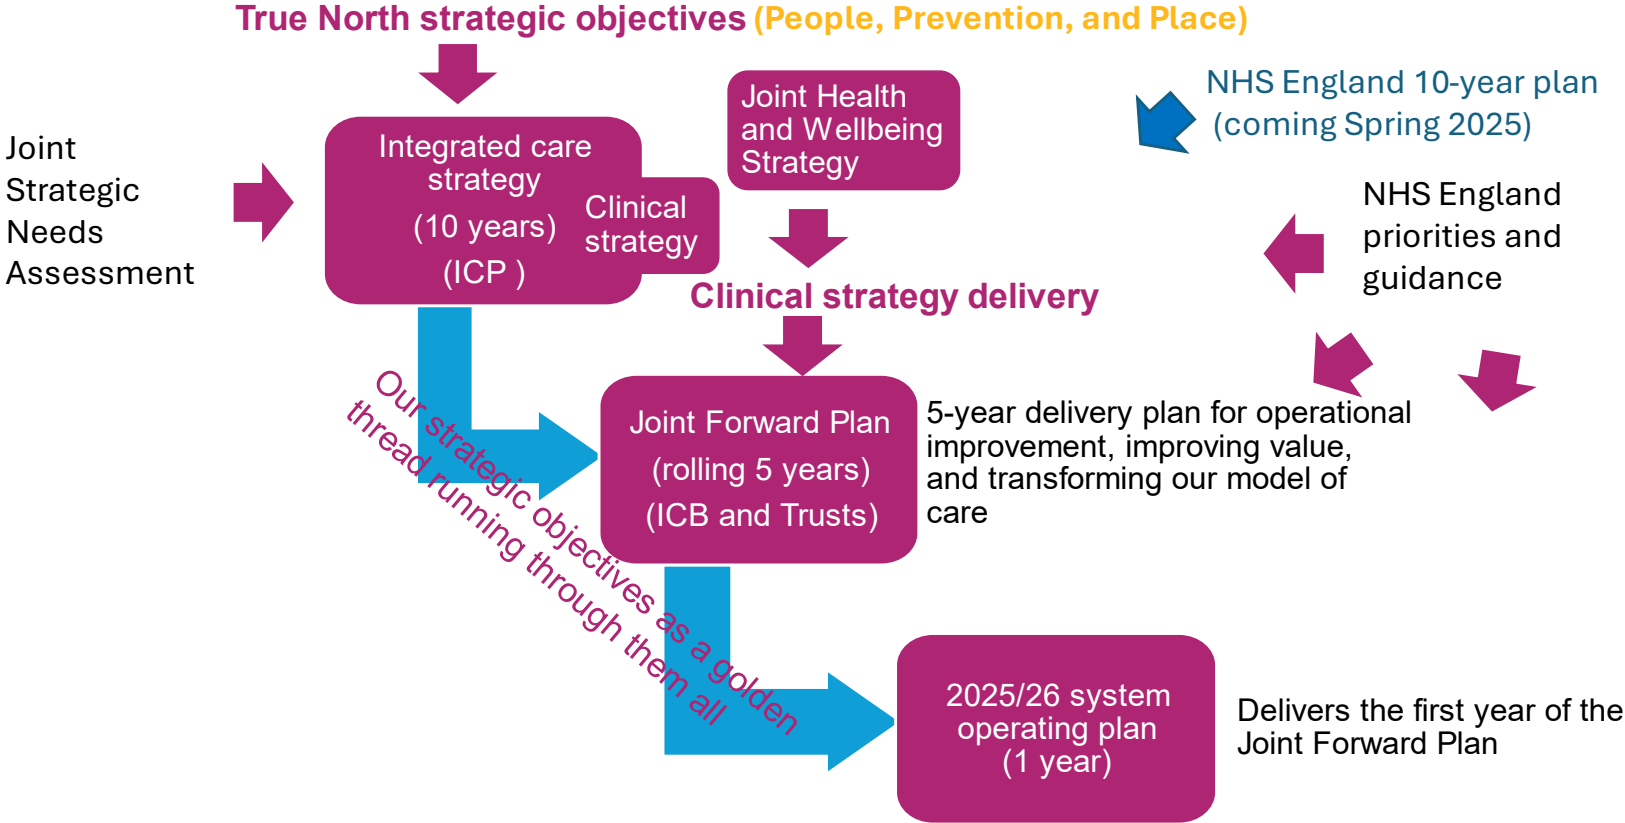 True North strategic objectives (People, Prevention, and Place)
NHS England 10-year plan
(coming Spring 2025)
Joint Health
and Wellbeing
Strategy
Joint
Strategic
Needs
Assessment
Integrated care
strategy
(10 years)
(ICP )
Clinical
strategy
NHS England
priorities and
guidance
Clinical strategy delivery
Our strategic objectives as a golden
thread running through them all
Joint Forward Plan
(rolling 5 years)
(ICB and Trusts)
5-year delivery plan for operational
improvement, improving value,
and transforming our model of
care
2025/26 system
operating plan
(1 year)
Delivers the first year of the
Joint Forward Plan